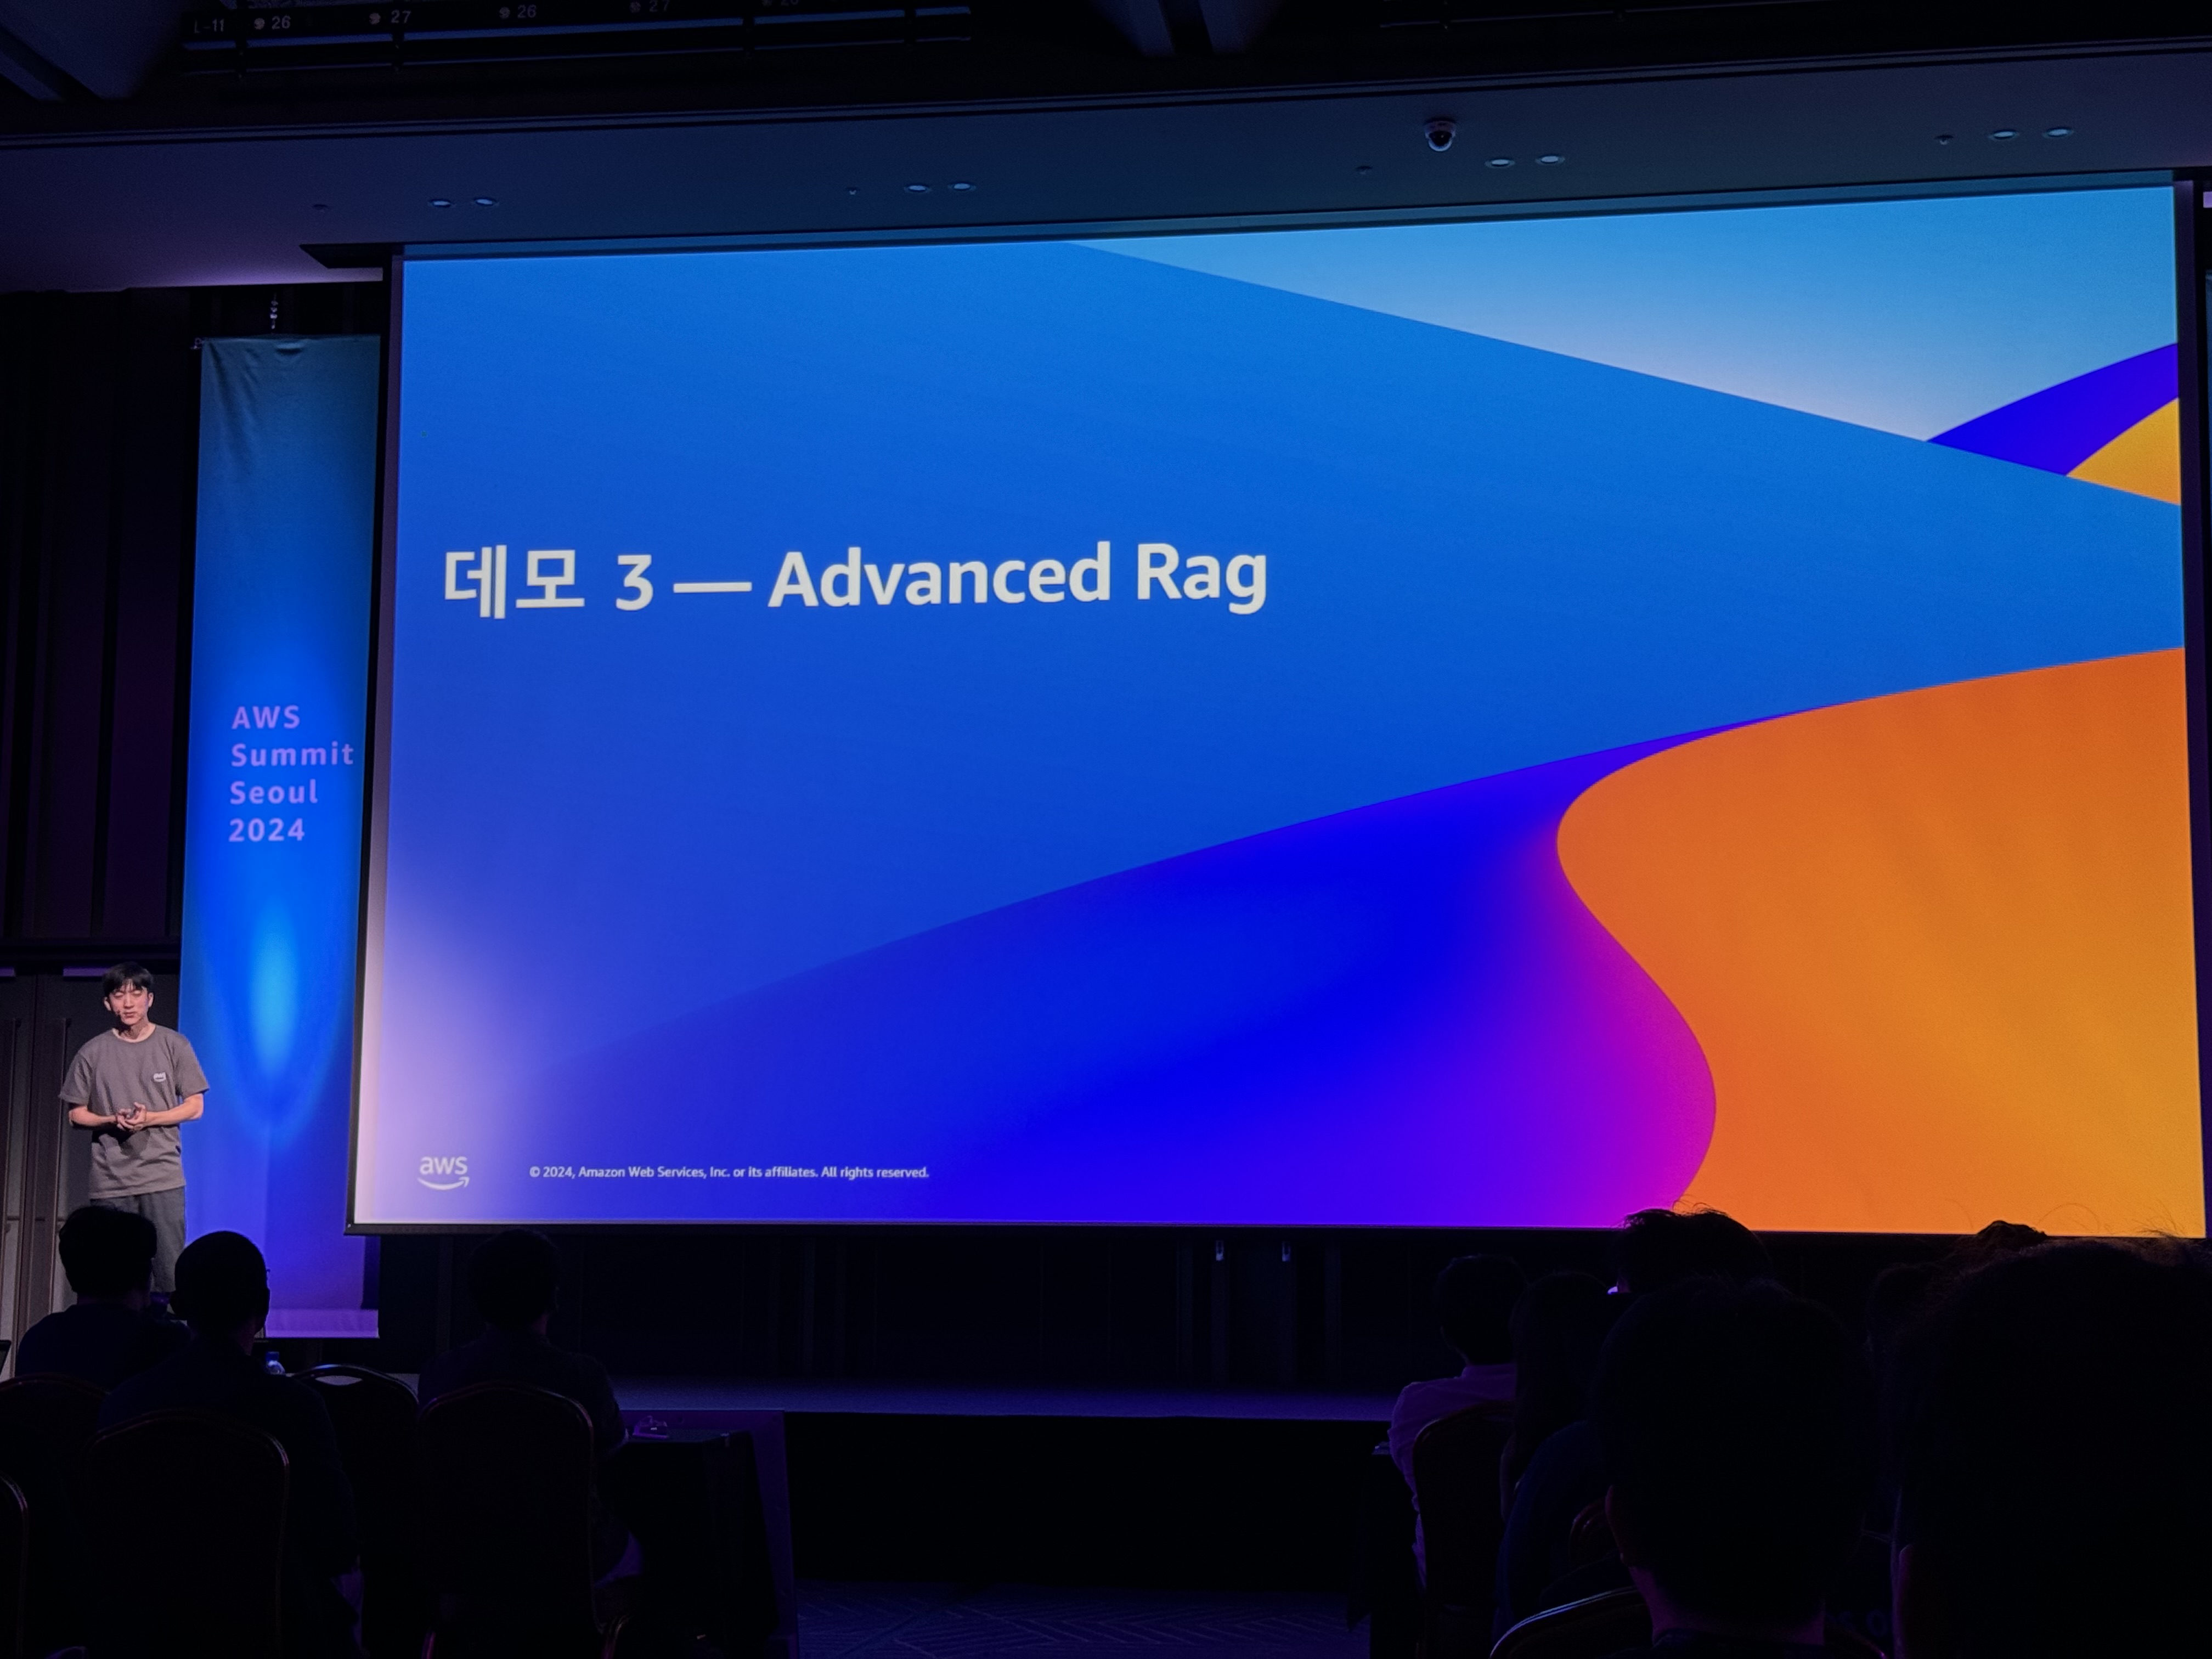 L-11 26 27 26 27
데모 3 — Advanced Rag
AWS
Summit
Seoul
2024
aws
© 2024, Amazon Web Services, Inc. or its affiliates. All rights reserved.